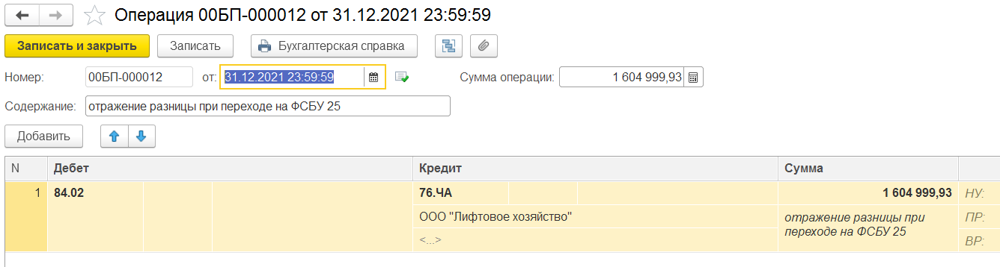 Операция 00БП-000012 от 31.12.2021 23:59:59
Записать и закрыть Записать Бухгалтерская справка
Номер: 00БП-000012 от: 31.12.2021 23:59:59 Сумма операции: 1 604 999,93
Содержание: отражение разницы при переходе на ФСБУ 25
Добавить
N Дебет Кредит Сумма
1 84.02 76.ЧА 1 604 999,93 НУ:
ООО "Лифтовое хозяйство" отражение разницы при ПР:
переходе на ФСБУ 25
<...> ВР: